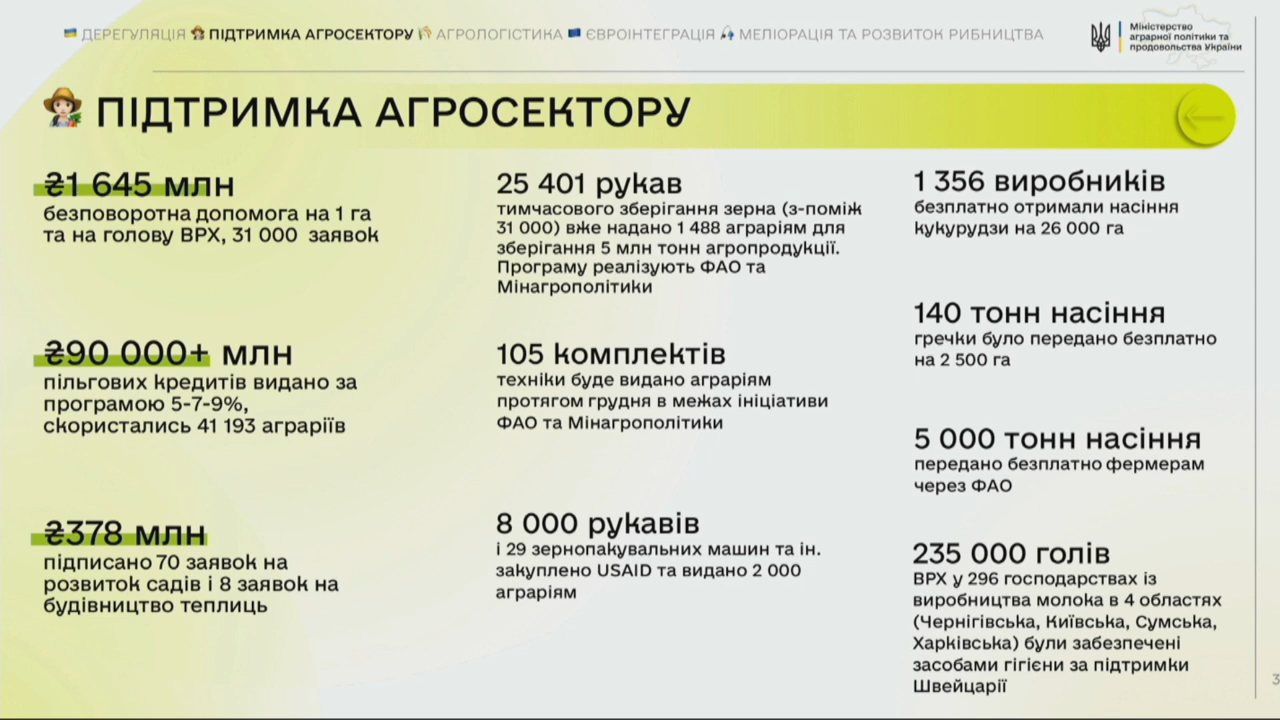 ДЕРЕГУЛЯЦІЯ ПІДТРИМКА АГРОСЕКТОРУ АГРОЛОГІСТИКА ЄВРОІНТЕГРАЦІЯ МЕЛІОРАЦІЯ ТА РОЗВИТОК РИБНИЦТВА
Міністерство
аграрної політики та
продовольства України
ПІДТРИМКА АГРОСЕКТОРУ
₴1 645 млн
безповоротна допомога на 1 га
та на голову ВРХ, 31 000 заявок
₴90 000+ млн
пільгових кредитів видано за
програмою 5-7-9%,
скористались 41 193 аграріїв
₴378 млн
підписано 70 заявок на
розвиток садів і 8 заявок на
будівництво теплиць
25 401 рукав
тимчасового зберігання зерна (з-поміж
31 000) вже надано 1 488 аграріям для
зберігання 5 млн тонн агропродукції.
Програму реалізують ФАО та
Мінагрополітики
105 комплектів
техніки буде видано аграріям
протягом грудня в межах ініціативи
ФАО та Мінагрополітики
8 000 рукавів
і 29 зернопакувальних машин та ін.
закуплено USAID та видано 2 000
аграріям
1 356 виробників
безплатно отримали насіння
кукурудзи на 26 000 га
140 тонн насіння
гречки було передано безплатно
на 2 500 га
5 000 тонн насіння
передано безплатно фермерам
через ФАО
235 000 голів
ВРХ у 296 господарствах із
виробництва молока в 4 областях
(Чернігівська, Київська, Сумська,
Харківська) були забезпечені
засобами гігієни за підтримки
Швейцарії
3